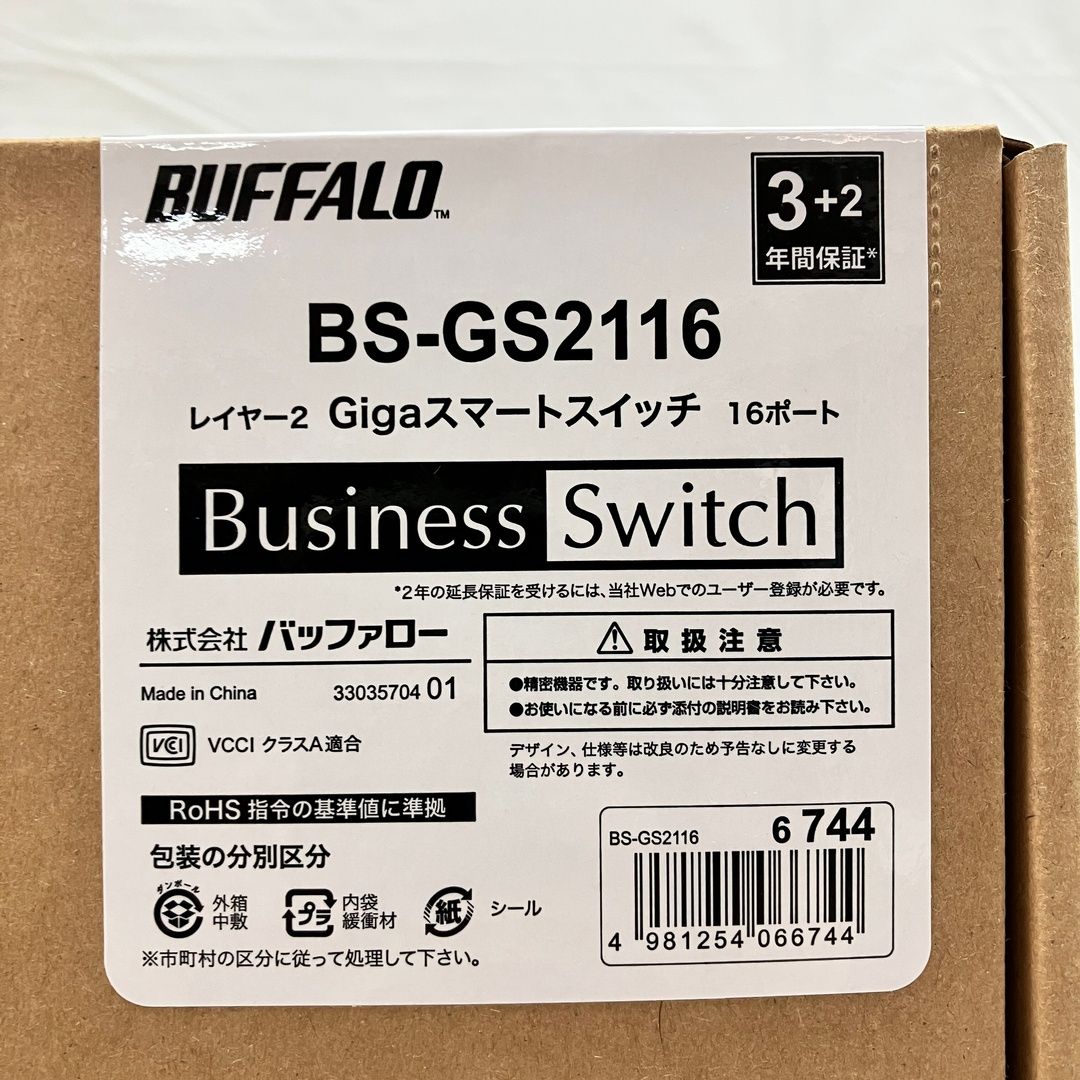 BUFFALO™
3+2
年間保証*
BS-GS2116
レイヤー2 Gigaスマートスイッチ 16ポート
Business Switch
*2年の延長保証を受けるには、当社Webでのユーザー登録が必要です。
株式会社 バッファロー
Made in China 33035704 01
VCCI VCCI クラスA適合
⚠取扱注意
●精密機器です。取り扱いには十分注意して下さい。
●お使いになる前に必ず添付の説明書をお読み下さい。
デザイン、仕様等は改良のため予告なしに変更する
場合があります。
RoHS 指令の基準値に準拠
包装の分別区分
ダンボール
外箱
中敷
プラ
内袋
緩衝材
紙
シール
※市町村の区分に従って処理して下さい。
BS-GS2116 6 744
4 981254 066744